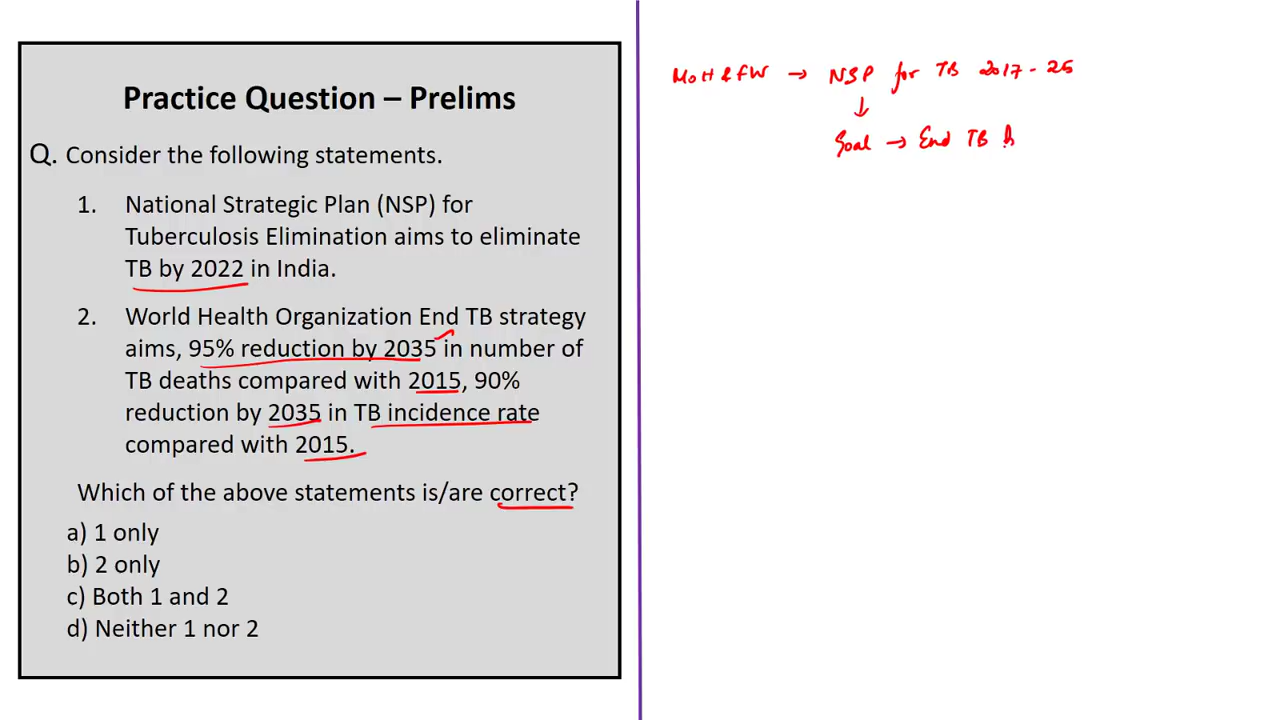 Practice Question – Prelims
Q. Consider the following statements.
1. National Strategic Plan (NSP) for
Tuberculosis Elimination aims to eliminate
TB by 2022 in India.
2. World Health Organization End TB strategy
aims, 95% reduction by 2035 in number of
TB deaths compared with 2015, 90%
reduction by 2035 in TB incidence rate
compared with 2015.
Which of the above statements is/are correct?
a) 1 only
b) 2 only
c) Both 1 and 2
d) Neither 1 nor 2
MoH & FW → NSP for TB 2017 - 25
↓
Goal → End TB